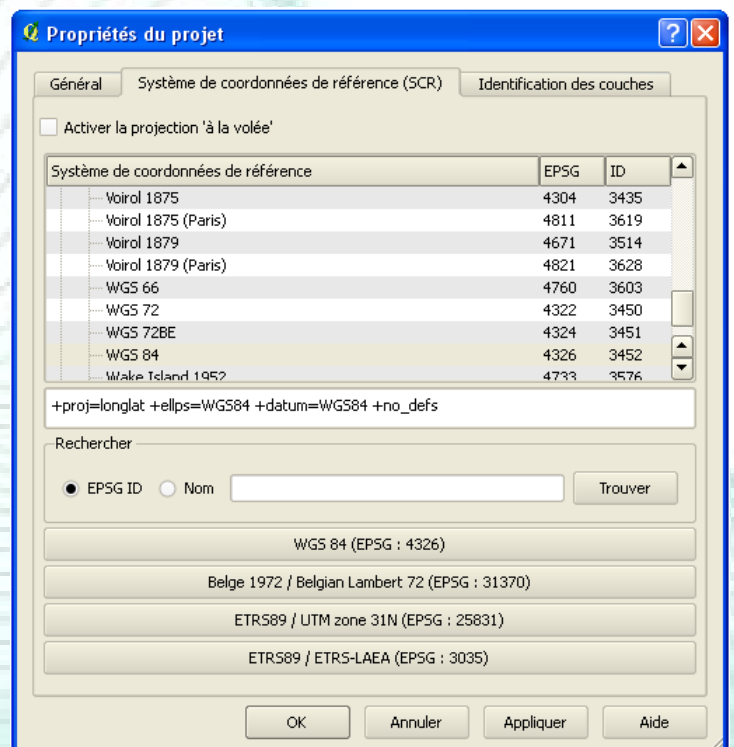 Propriétés du projet
Général Système de coordonnées de référence (SCR) Identification des couches
Activer la projection 'à la volée'
Système de coordonnées de référence EPSG ID
Voirol 1875 4304 3435
Voirol 1875 (Paris) 4811 3619
Voirol 1879 4671 3514
Voirol 1879 (Paris) 4821 3628
WGS 66 4760 3603
WGS 72 4322 3450
WGS 72BE 4324 3451
WGS 84 4326 3452
Wake Island 1952 4733 3576
+proj=longlat +ellps=WGS84 +datum=WGS84 +no_defs
Rechercher
EPSG ID Nom Trouver
WGS 84 (EPSG : 4326)
Belge 1972 / Belgian Lambert 72 (EPSG : 31370)
ETRS89 / UTM zone 31N (EPSG : 25831)
ETRS89 / ETRS-LAEA (EPSG : 3035)
OK Annuler Appliquer Aide